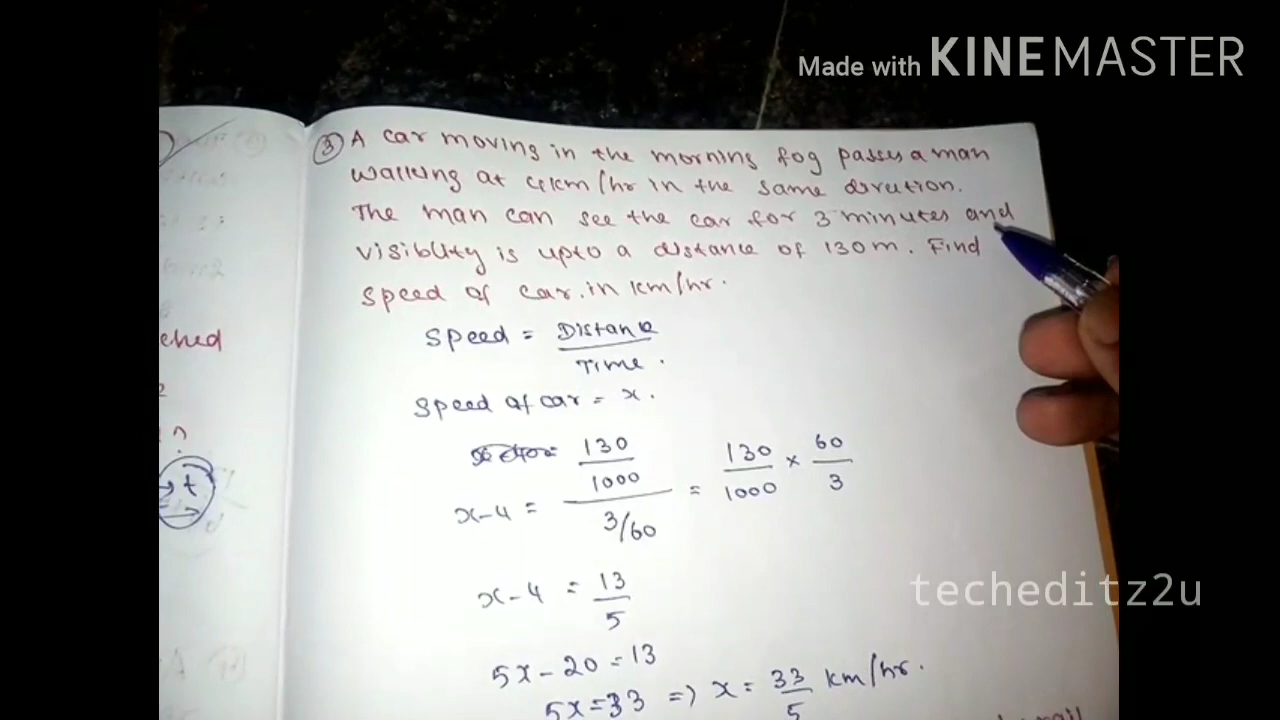 Made with KINEMASTER
③ A car moving in the morning fog passes a man
walking at 4km/hr in the same direction.
The man can see the car for 3 minutes and
visiblity is upto a distance of 130m. Find
speed of car in km/hr.
Speed = Distance
Time.
Speed of car = x.
130
1000
x-4 =
3/60
= 130/1000 × 60/3
ched
t
x-4 = 13/5
techeditz2u
5x-20=13
5x=33 => x = 33/5 km/hr.